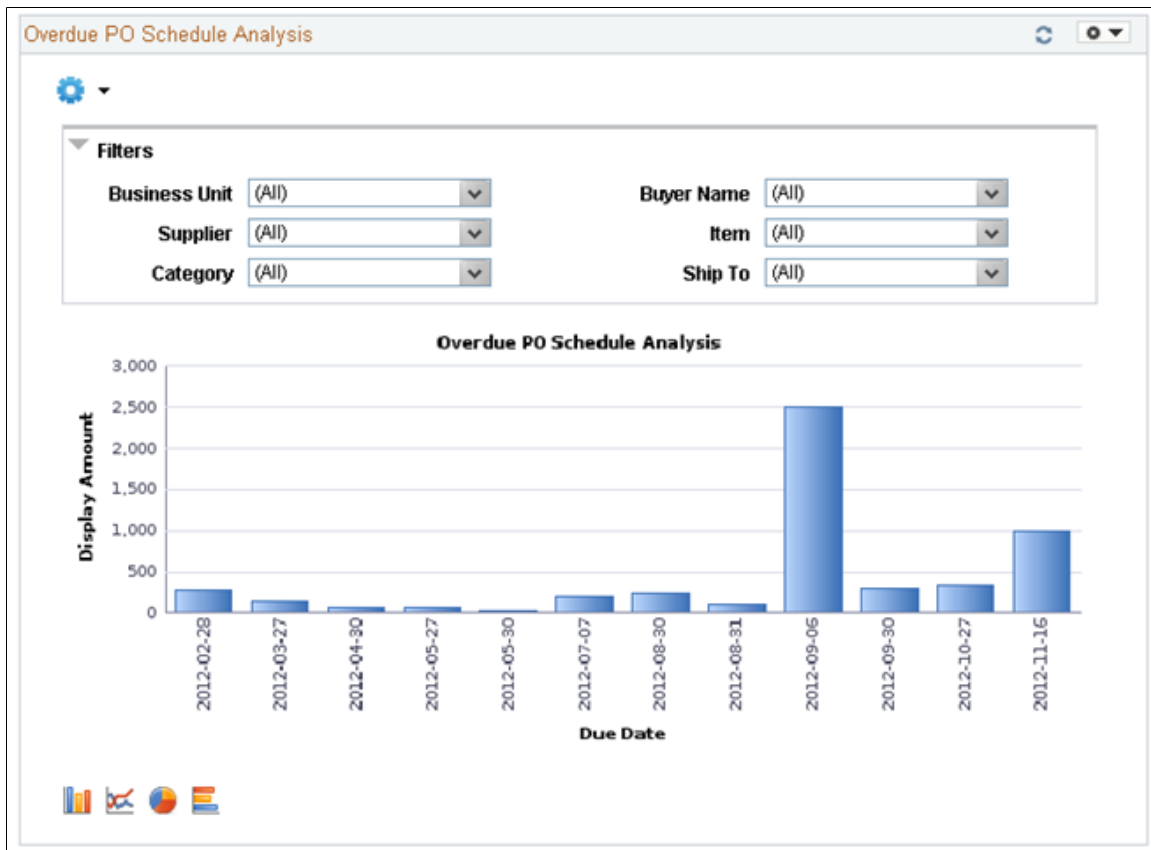 Overdue PO Schedule Analysis
Filters
Business Unit (All) Buyer Name (All)
Supplier (All) Item (All)
Category (All) Ship To (All)
Overdue PO Schedule Analysis
3,000
2,500
2,000
1,500
1,000
500
0
Display Amount
2012-02-28
2012-03-27
2012-04-30
2012-05-27
2012-05-30
2012-07-07
2012-08-30
2012-08-31
2012-09-06
2012-09-30
2012-10-27
2012-11-16
Due Date